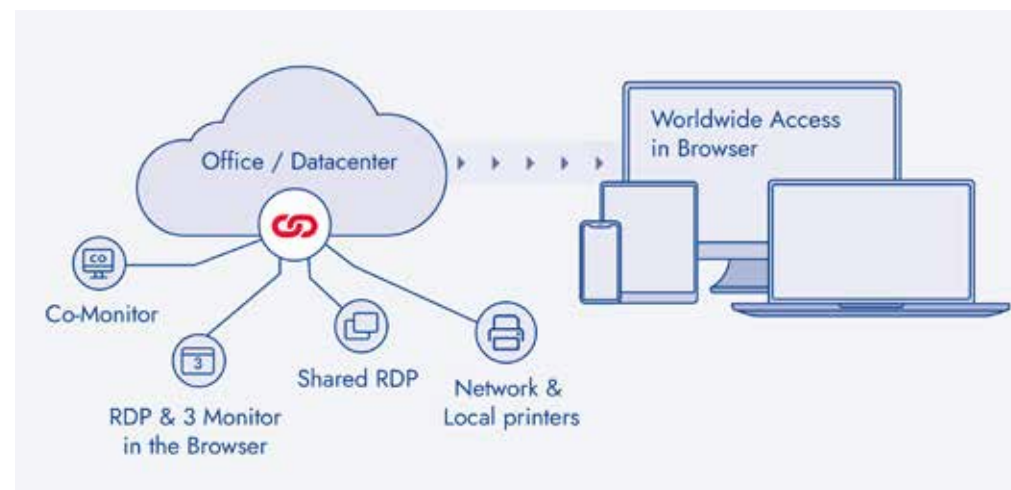 Worldwide Access
in Browser
Office / Datacenter
CO
Co-Monitor
3
RDP & 3 Monitor
in the Browser
Shared RDP
Network &
Local printers